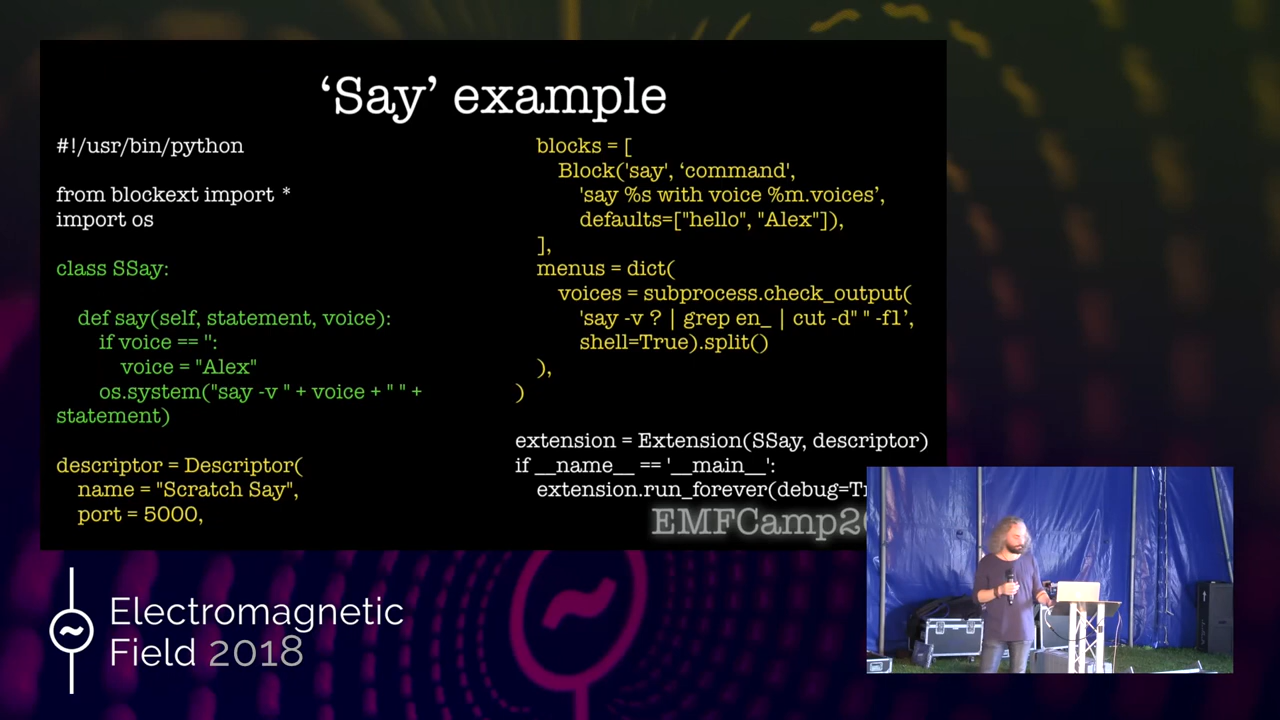 ‘Say’ example
#!/usr/bin/python
from blockext import *
import os
class SSay:
def say(self, statement, voice):
if voice == '':
voice = "Alex"
os.system("say -v " + voice + " " +
statement)
descriptor = Descriptor(
name = "Scratch Say",
port = 5000,
blocks = [
Block('say', ‘command’,
'say %s with voice %m.voices’,
defaults=["hello", "Alex"]),
],
menus = dict(
voices = subprocess.check_output(
'say -v ? | grep en_ | cut -d" " -f1’,
shell=True).split()
),
)
extension = Extension(SSay, descriptor)
if __name__ == '__main__':
extension.run_forever(debug=Tr
EMFCamp20
Electromagnetic
Field 2018